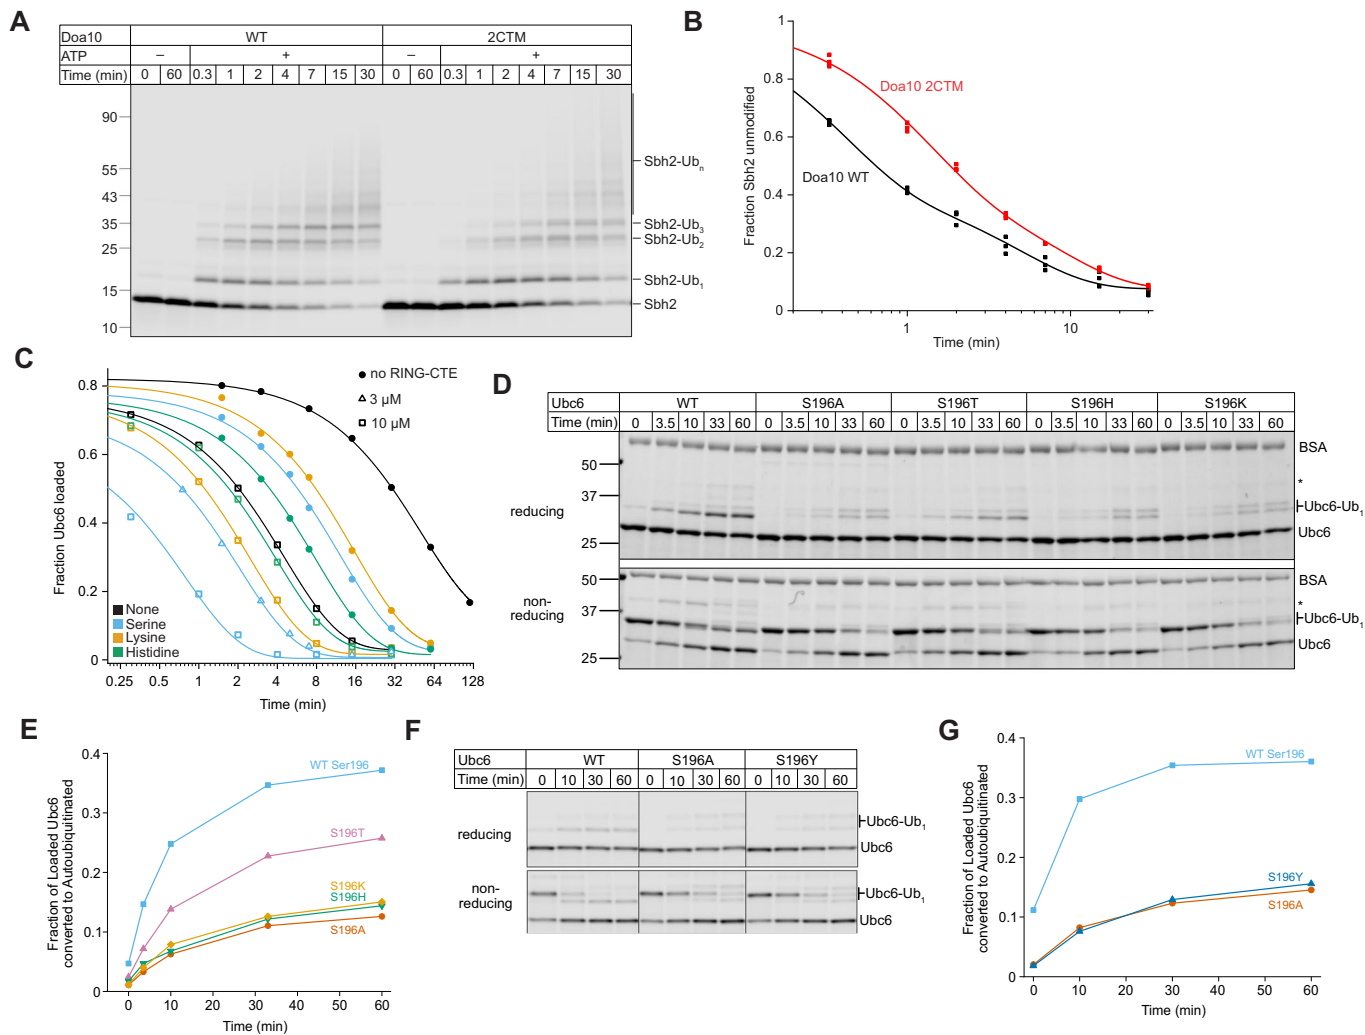 A
Doa10 WT 2CTM
ATP – + – +
Time (min) 0 60 0.3 1 2 4 7 15 30 0 60 0.3 1 2 4 7 15 30
90
55
43
35
25
15
10
Sbh2-Ubn
Sbh2-Ub3
Sbh2-Ub2
Sbh2-Ub1
Sbh2
B
Fraction Sbh2 unmodified
1
0.8
0.6
0.4
0.2
0
Doa10 2CTM
Doa10 WT
1 10
Time (min)
C
Fraction Ubc6 loaded
0.8
0.6
0.4
0.2
0
no RING-CTE
3 µM
10 µM
None
Serine
Lysine
Histidine
0.25 0.5 1 2 4 8 16 32 64 128
Time (min)
D
Ubc6 WT S196A S196T S196H S196K
Time (min) 0 3.5 10 33 60 0 3.5 10 33 60 0 3.5 10 33 60 0 3.5 10 33 60 0 3.5 10 33 60
reducing
50
37
25
BSA
*
Ubc6-Ub1
Ubc6
non-
reducing
50
37
25
BSA
*
Ubc6-Ub1
Ubc6
E
Fraction of Loaded Ubc6
converted to Autoubiquitinated
0.4
0.3
0.2
0.1
0
WT Ser196
S196T
S196K
S196H
S196A
0 10 20 30 40 50 60
Time (min)
F
Ubc6 WT S196A S196Y
Time (min) 0 10 30 60 0 10 30 60 0 10 30 60
reducing
Ubc6-Ub1
Ubc6
non-
reducing
Ubc6-Ub1
Ubc6
G
Fraction of Loaded Ubc6
converted to Autoubiquitinated
0.4
0.3
0.2
0.1
0
WT Ser196
S196Y
S196A
0 10 20 30 40 50 60
Time (min)